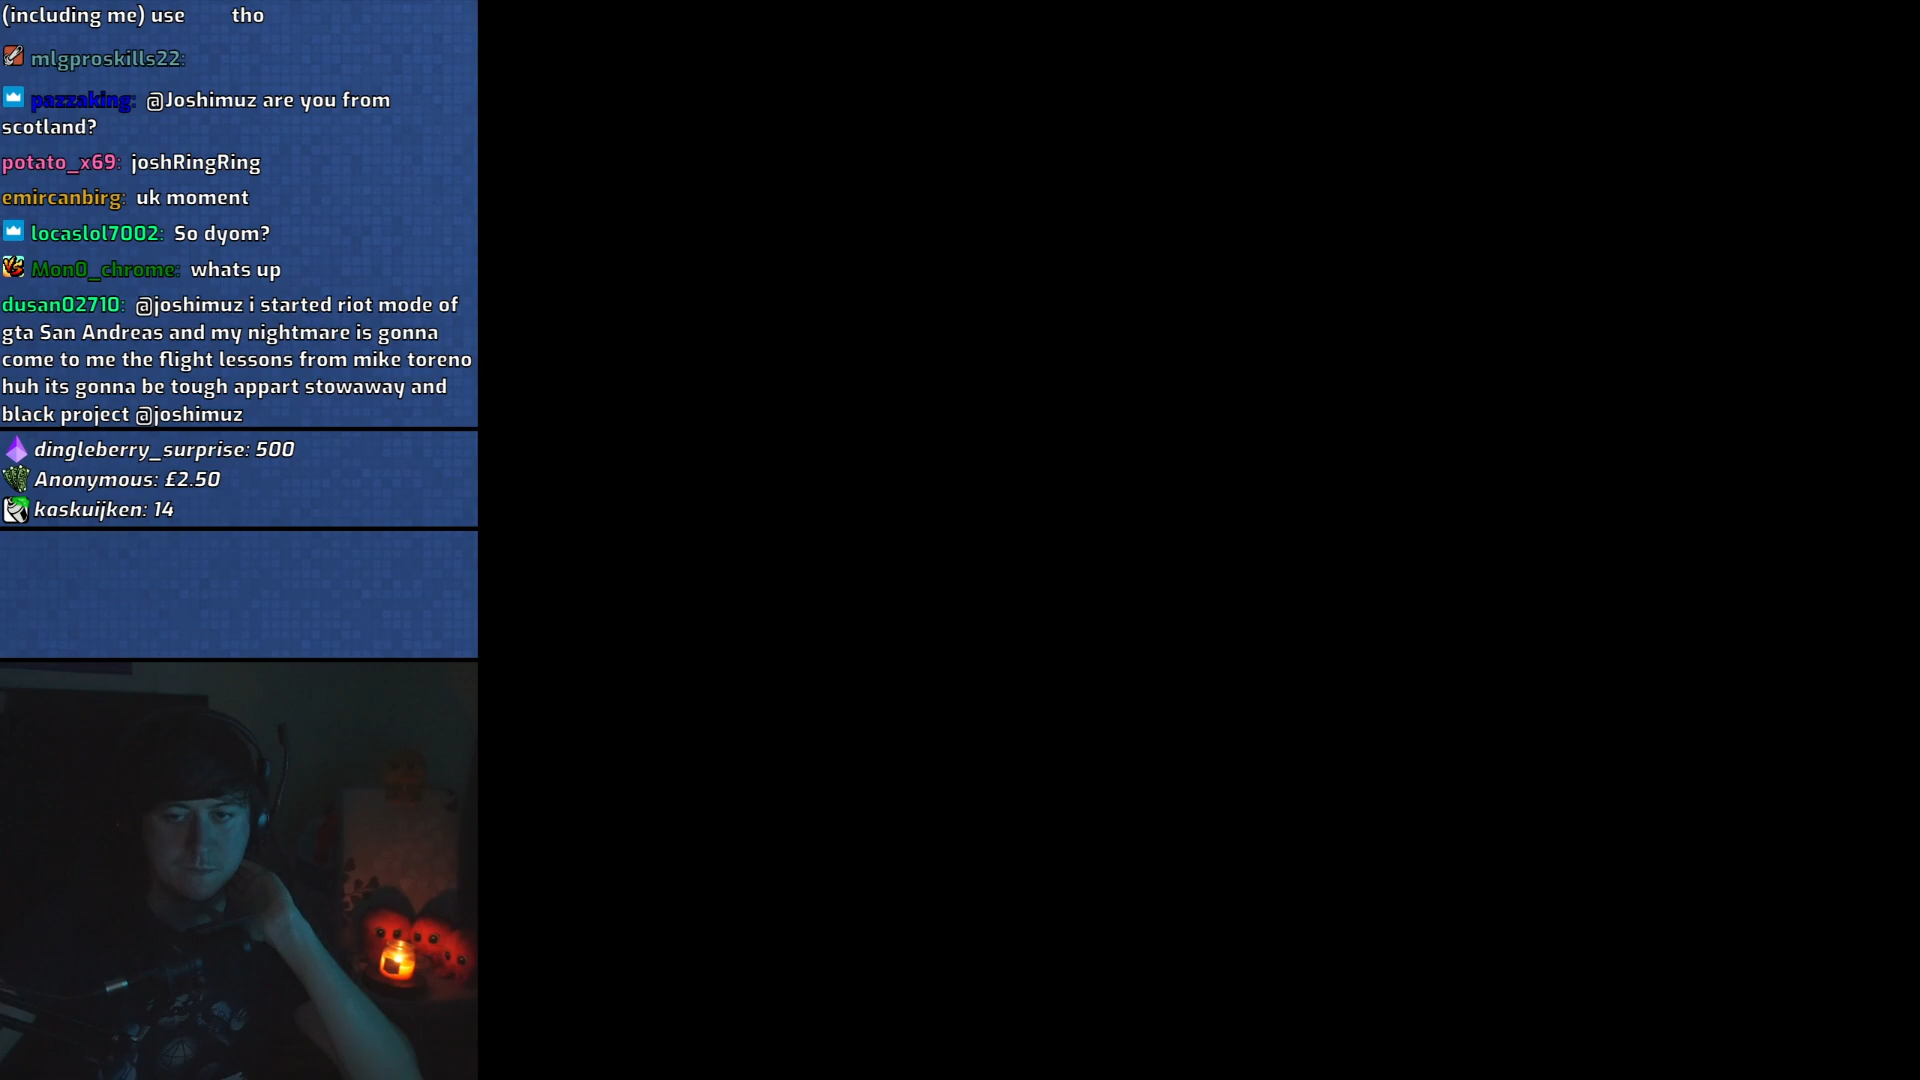 (including me) use tho
mlgproskills22:
pazzaking: @Joshimuz are you from
scotland?
potato_x69: joshRingRing
emircanbirg: uk moment
locaslol7002: So dyom?
Mon0_chrome: whats up
dusan02710: @joshimuz i started riot mode of
gta San Andreas and my nightmare is gonna
come to me the flight lessons from mike toreno
huh its gonna be tough appart stowaway and
black project @joshimuz
dingleberry_surprise: 500
Anonymous: £2.50
kaskuijken: 14